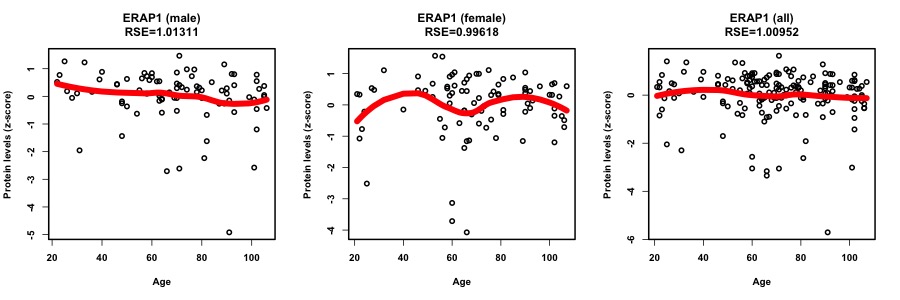 ERAP1 (male)
RSE=1.01311
Protein levels (z-score)
1
0
-1
-2
-3
-4
-5
20
40
60
80
100
Age
ERAP1 (female)
RSE=0.99618
Protein levels (z-score)
1
0
-1
-2
-3
-4
20
40
60
80
100
Age
ERAP1 (all)
RSE=1.00952
Protein levels (z-score)
0
-2
-4
-6
20
40
60
80
100
Age